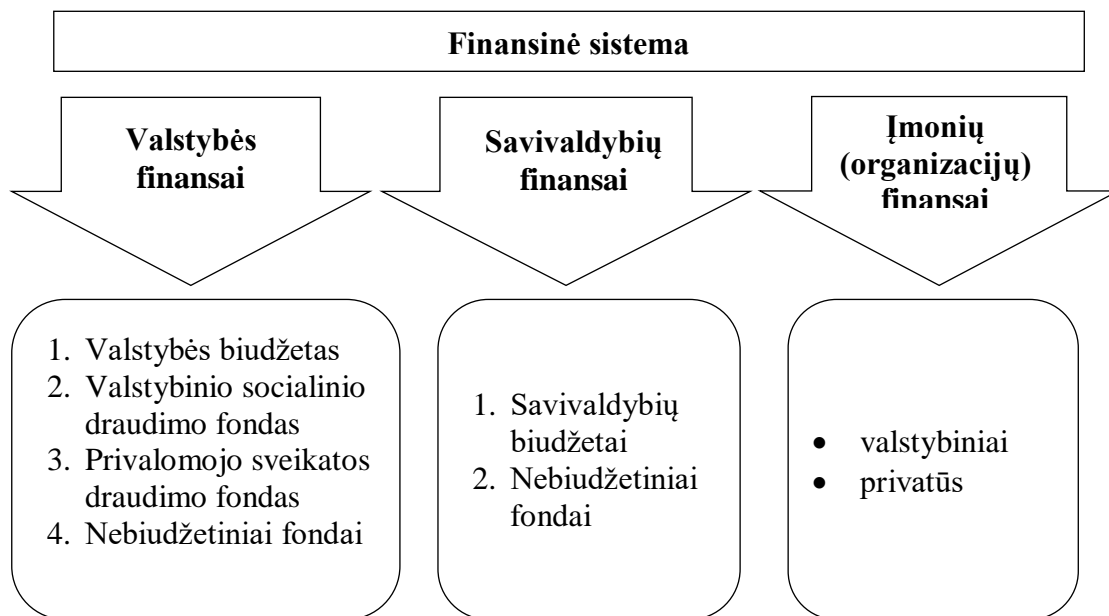 Finansinė sistema
Valstybės
finansai
Savivaldybių
finansai
Įmonių
(organizacijų)
finansai
1. Valstybės biudžetas
2. Valstybinio socialinio
draudimo fondas
3. Privalomojo sveikatos
draudimo fondas
4. Nebiudžetiniai fondai
1. Savivaldybių
biudžetai
2. Nebiudžetiniai
fondai
• valstybiniai
• privatūs